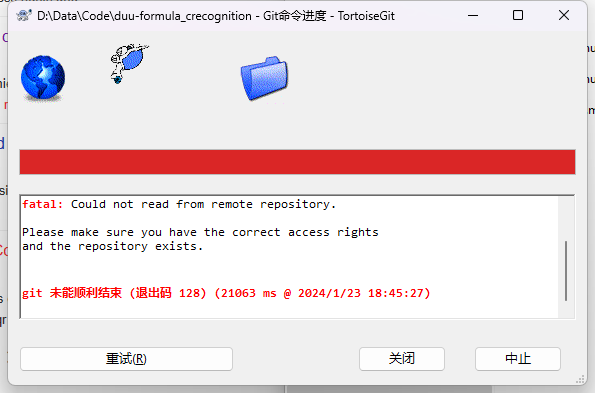 D:\Data\Code\duu-formula_crecognition - Git命令进度 - TortoiseGit
fatal: Could not read from remote repository.
Please make sure you have the correct access rights
and the repository exists.
git 未能顺利结束 (退出码 128) (21063 ms @ 2024/1/23 18:45:27)
重试(R)
关闭
中止